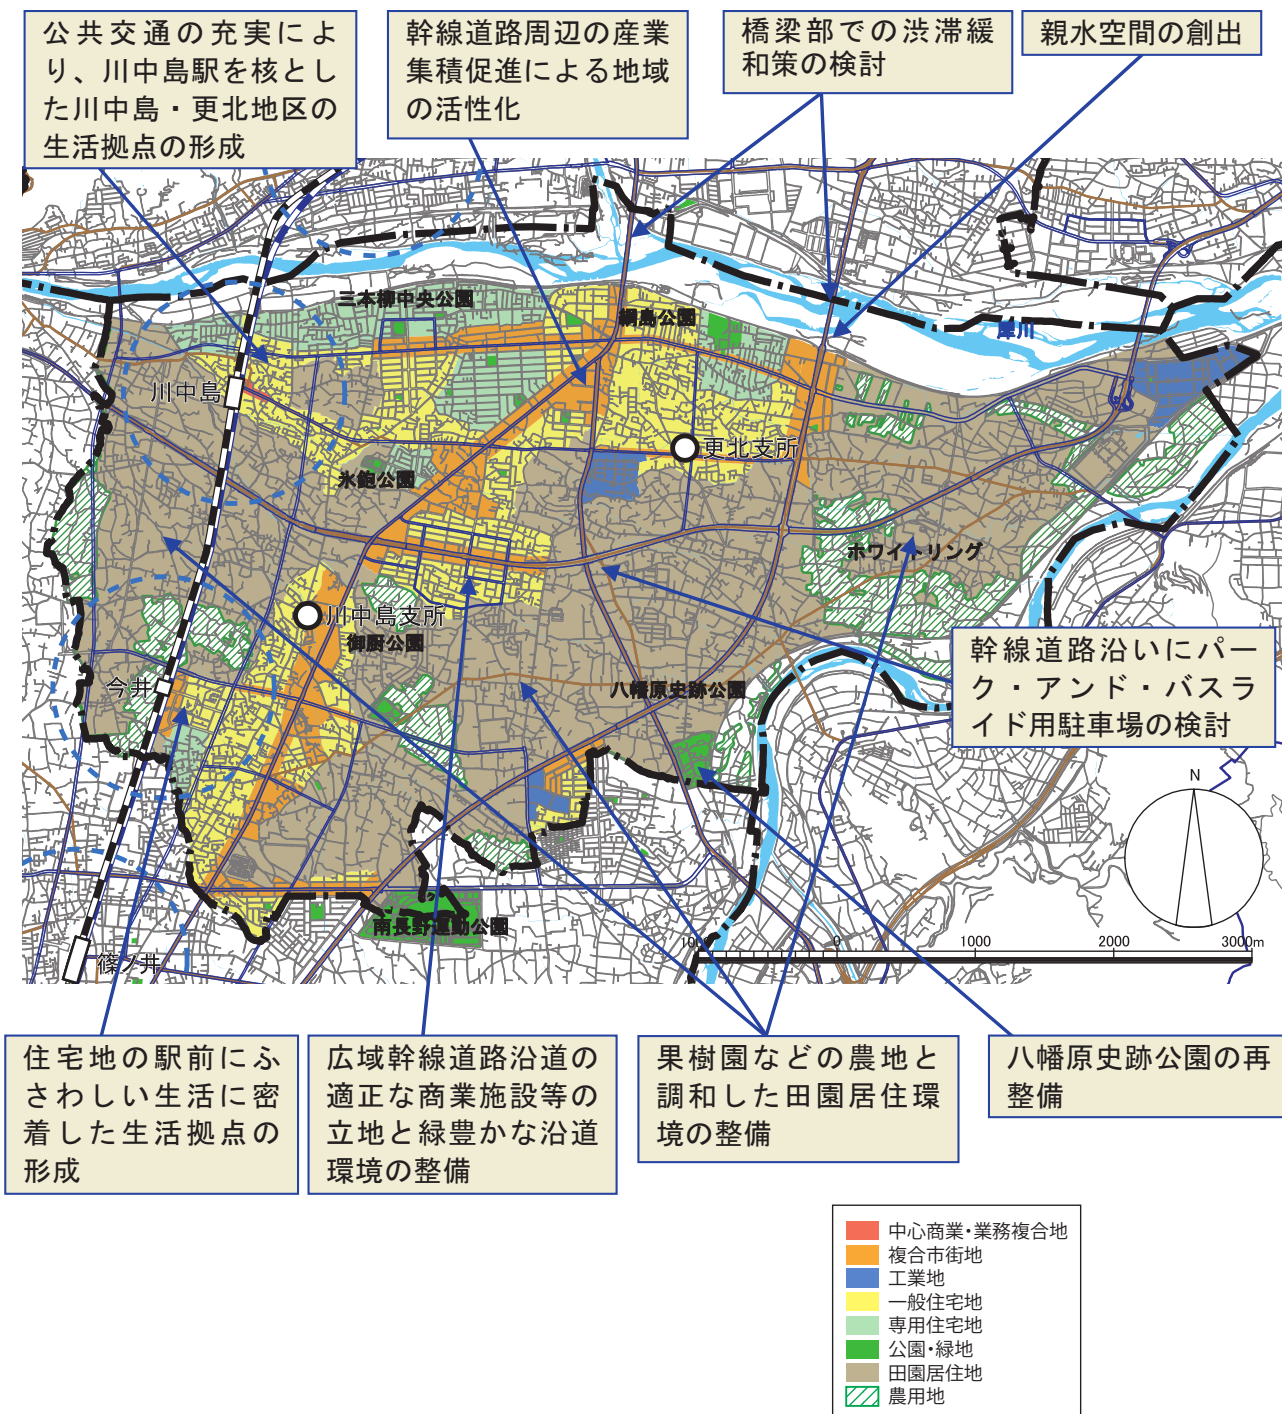 公共交通の充実によ
り、川中島駅を核とし
た川中島・更北地区の
生活拠点の形成
幹線道路周辺の産業
集積促進による地域
の活性化
橋梁部での渋滞緩
和策の検討
親水空間の創出
三本柳中央公園
綱島公園
犀川
川中島
更北支所
氷鉋公園
ホワイトリング
川中島支所
御厨公園
今井
八幡原史跡公園
幹線道路沿いにパー
ク・アンド・バスラ
イド用駐車場の検討
N
南長野運動公園
篠ノ井
0
1000
2000
3000m
住宅地の駅前にふ
さわしい生活に密
着した生活拠点の
形成
広域幹線道路沿道の
適正な商業施設等の
立地と緑豊かな沿道
環境の整備
果樹園などの農地と
調和した田園居住環
境の整備
八幡原史跡公園の再
整備
中心商業・業務複合地
複合市街地
工業地
一般住宅地
専用住宅地
公園・緑地
田園居住地
農用地